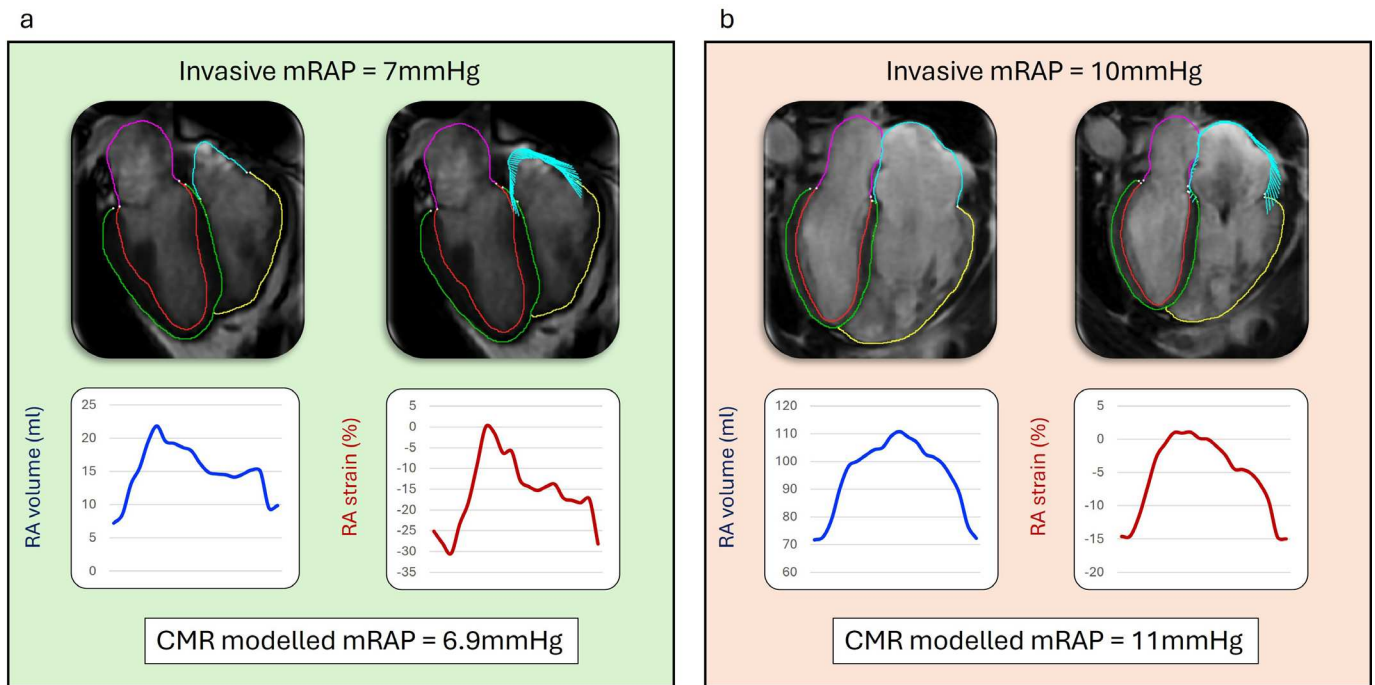 a
Invasive mRAP = 7mmHg
RA volume (ml)
25
20
15
10
5
0
RA strain (%)
5
0
-5
-10
-15
-20
-25
-30
-35
CMR modelled mRAP = 6.9mmHg
b
Invasive mRAP = 10mmHg
RA volume (ml)
120
110
100
90
80
70
60
RA strain (%)
5
0
-5
-10
-15
-20
CMR modelled mRAP = 11mmHg